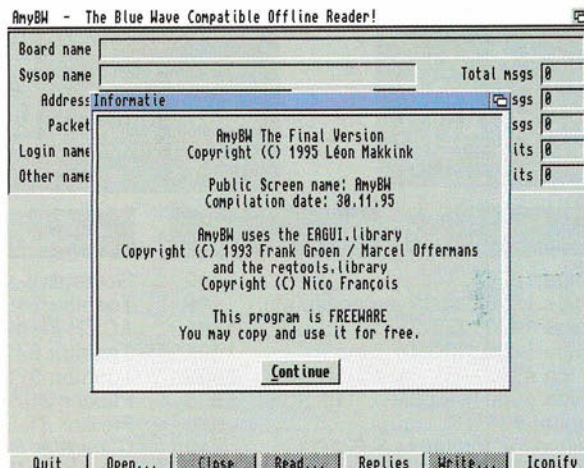 AmyBW - The Blue Wave Compatible Offline Reader!
Board name
Sysop name
Total msgs 0
Address
sgs 0
Packet
sgs 0
Login name
its 0
Other name
its 0
Informatie
AmyBW The Final Version
Copyright (C) 1995 Léon Makkink
Public Screen name: AmyBW
Compilation date: 30.11.95
AmyBW uses the EAGUI.library
Copyright (C) 1993 Frank Groen / Marcel Offermans
and the reqtools.library
Copyright (C) Nico François
This program is FREEWARE
You may copy and use it for free.
Continue
Quit Open... Close Read... Replies Write... Iconify